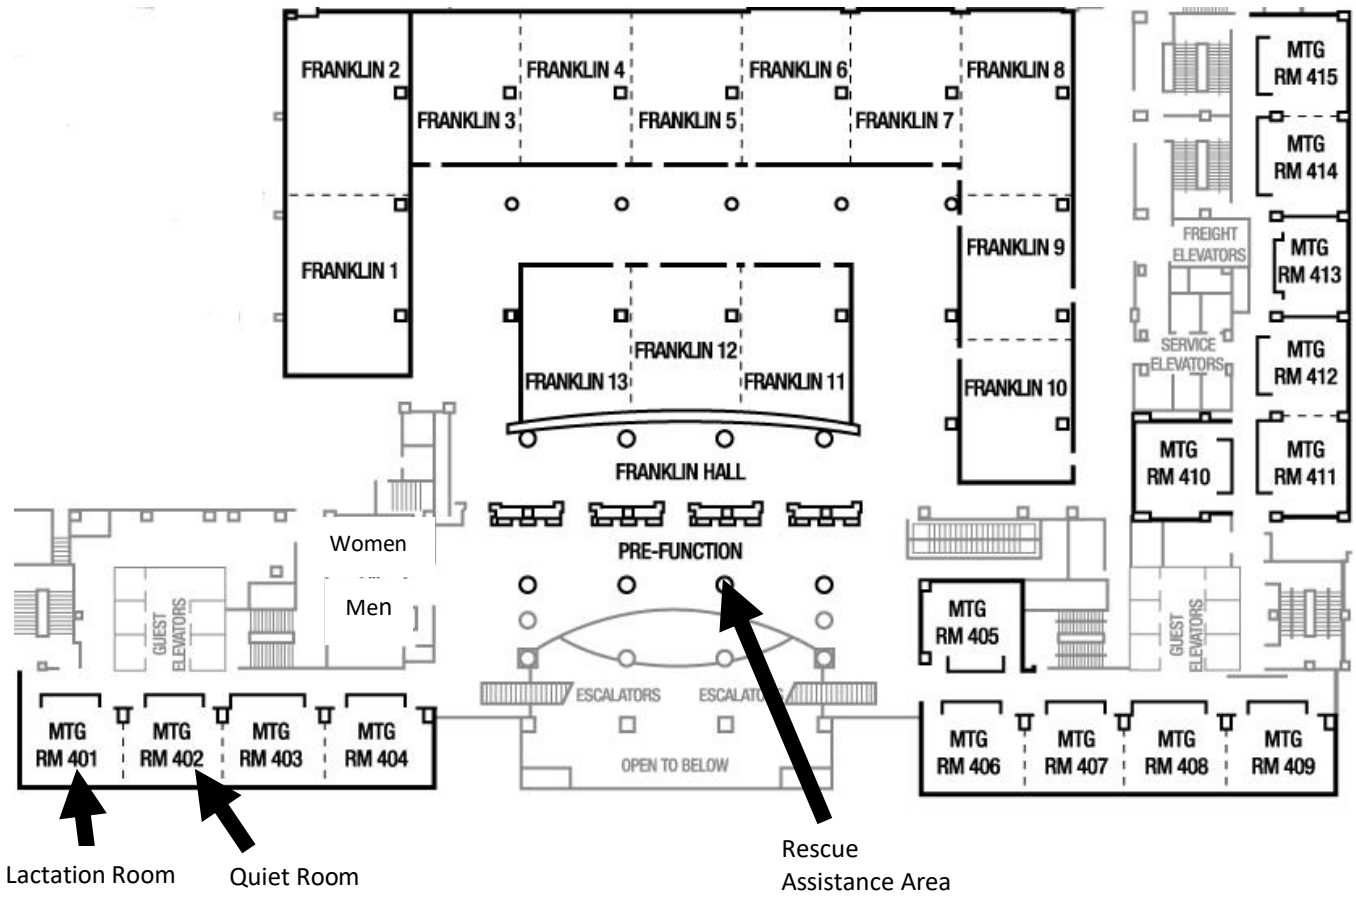 FRANKLIN 2
FRANKLIN 4
FRANKLIN 6
FRANKLIN 8
FRANKLIN 3
FRANKLIN 5
FRANKLIN 7
FRANKLIN 1
FRANKLIN 9
FRANKLIN 12
FRANKLIN 13
FRANKLIN 11
FRANKLIN 10
FRANKLIN HALL
PRE-FUNCTION
MTG
RM 415
MTG
RM 414
FREIGHT
ELEVATORS
MTG
RM 413
SERVICE
ELEVATORS
MTG
RM 412
MTG
RM 410
MTG
RM 411
Women
Men
GUEST
ELEVATORS
MTG
RM 405
GUEST
ELEVATORS
ESCALATORS
ESCALATORS
OPEN TO BELOW
MTG
RM 401
MTG
RM 402
MTG
RM 403
MTG
RM 404
MTG
RM 406
MTG
RM 407
MTG
RM 408
MTG
RM 409
Lactation Room
Quiet Room
Rescue
Assistance Area